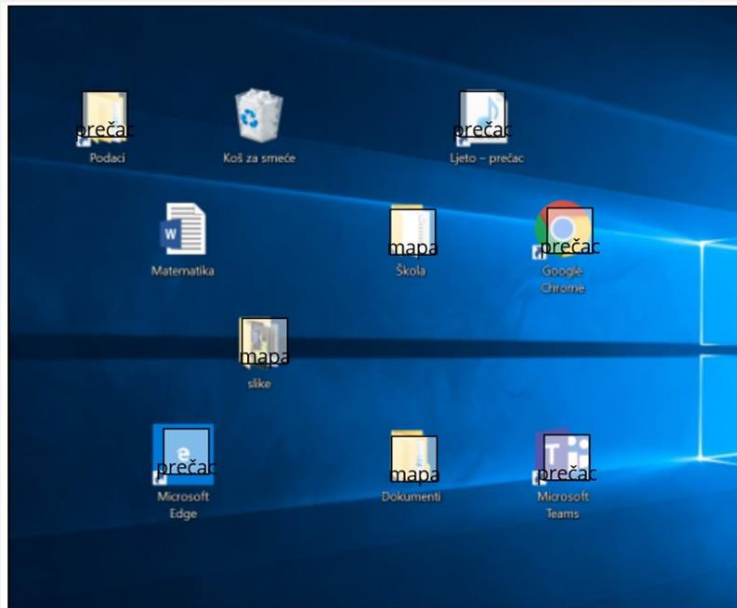 prečac
prečac
Podaci
Koš za smeće
Ljeto – prečac
W
mapa
prečac
Matematika
Škola
Google
Chrome
mapa
slike
e
T
prečac
mapa
prečac
Microsoft
Edge
Dokumenti
Microsoft
Teams